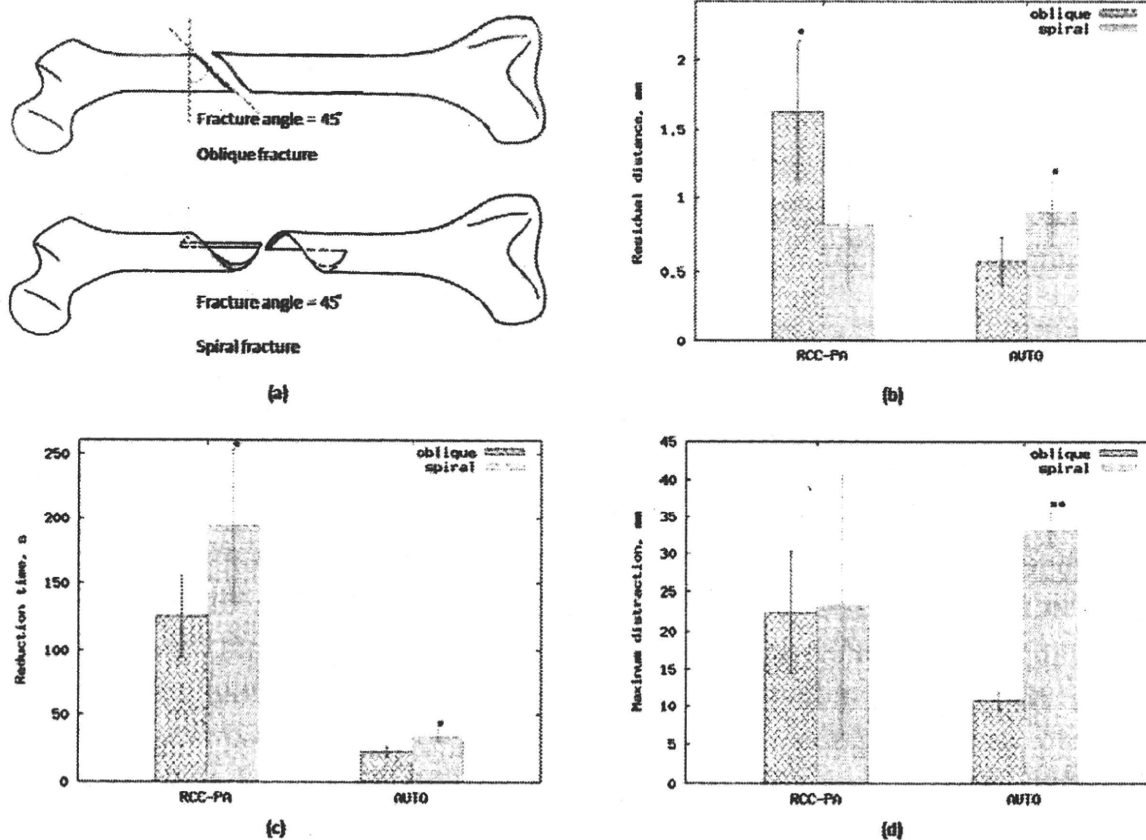 Fracture angle = 45°
Oblique fracture
Fracture angle = 45°
Spiral fracture
(a)
oblique
spiral
Residual distance, mm
2
1.5
1
0.5
0
*
*
RCC-PA AUTO
(b)
oblique
spiral
Reduction time, s
250
200
150
100
50
0
*
*
RCC-PA AUTO
(c)
oblique
spiral
Maximum distraction, mm
45
40
35
30
25
20
15
10
5
0
**
RCC-PA AUTO
(d)